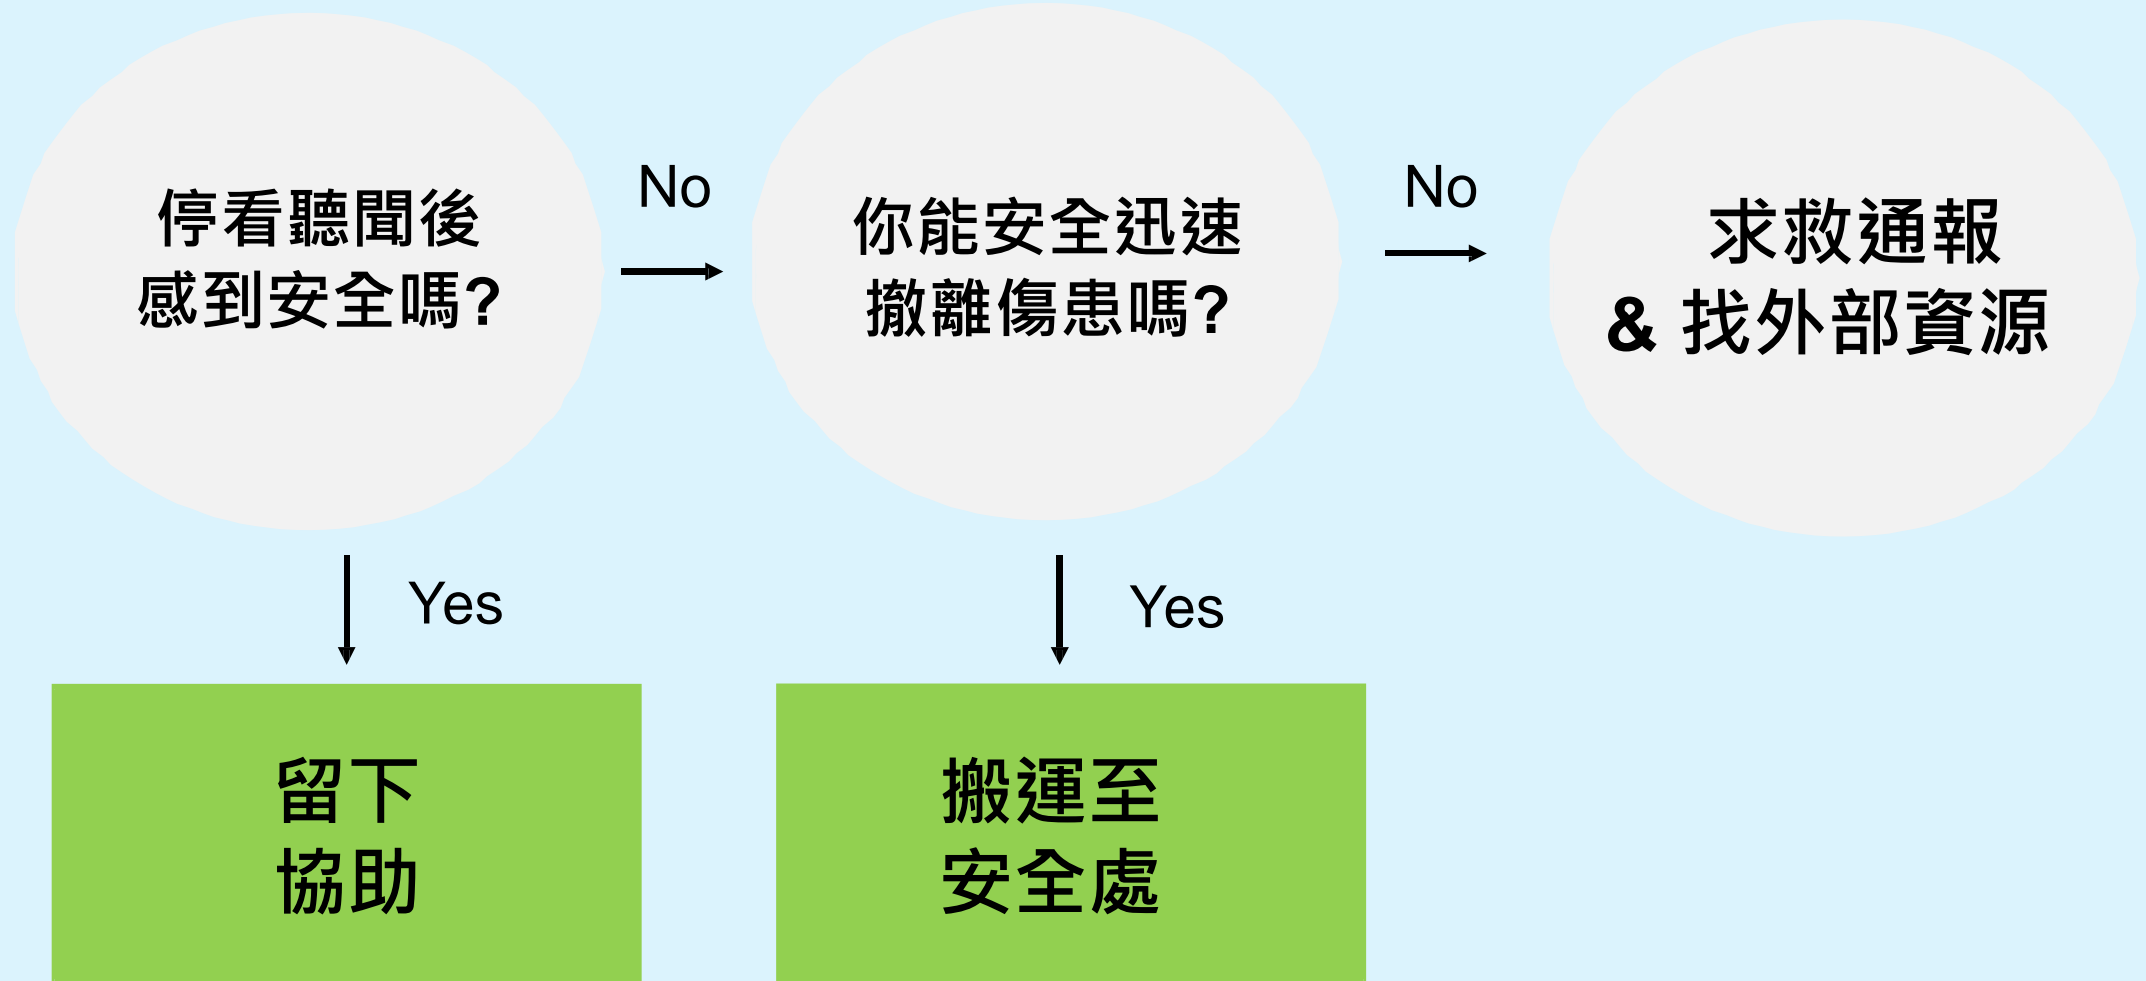 停看聽聞後
感到安全嗎?
No
你能安全迅速
撤離傷患嗎?
No
求救通報
& 找外部資源
Yes
Yes
留下
協助
搬運至
安全處